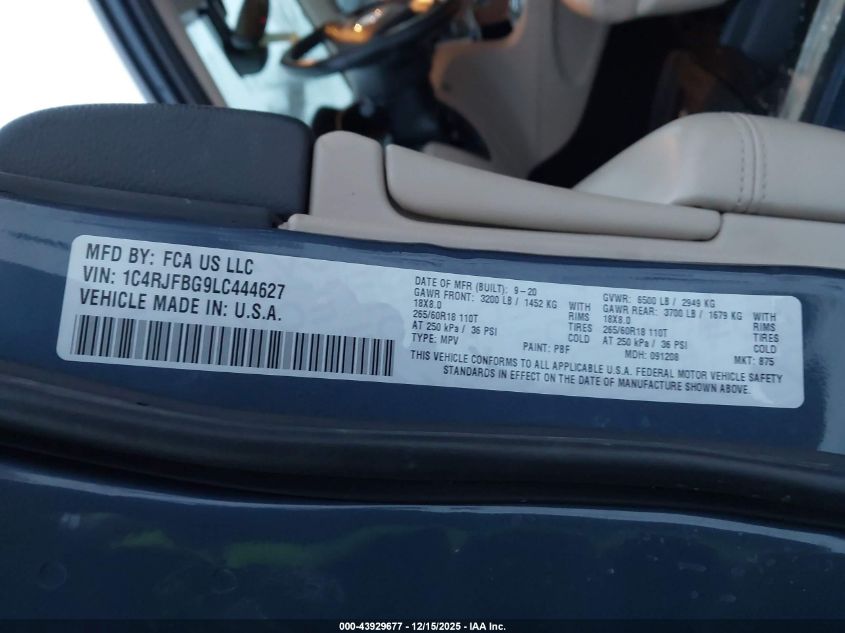 MFD BY: FCA US LLC
VIN: 1C4RJFBG9LC444627
VEHICLE MADE IN: U.S.A.
DATE OF MFR (BUILT): 9-20
GAWR FRONT: 3200 LB / 1452 KG WITH
18X8.0 RIMS
265/60R18 110T TIRES
AT 250 kPa / 36 PSI COLD
TYPE: MPV PAINT: PBF
GVWR: 6500 LB / 2949 KG
GAWR REAR: 3700 LB / 1679 KG WITH
18X8.0 RIMS
265/60R18 110T TIRES
AT 250 kPa / 36 PSI COLD
MDH: 091208 MKT: 875
THIS VEHICLE CONFORMS TO ALL APPLICABLE U.S.A. FEDERAL MOTOR VEHICLE SAFETY
STANDARDS IN EFFECT ON THE DATE OF MANUFACTURE SHOWN ABOVE.
000-43929677 - 12/15/2025 - IAA Inc.